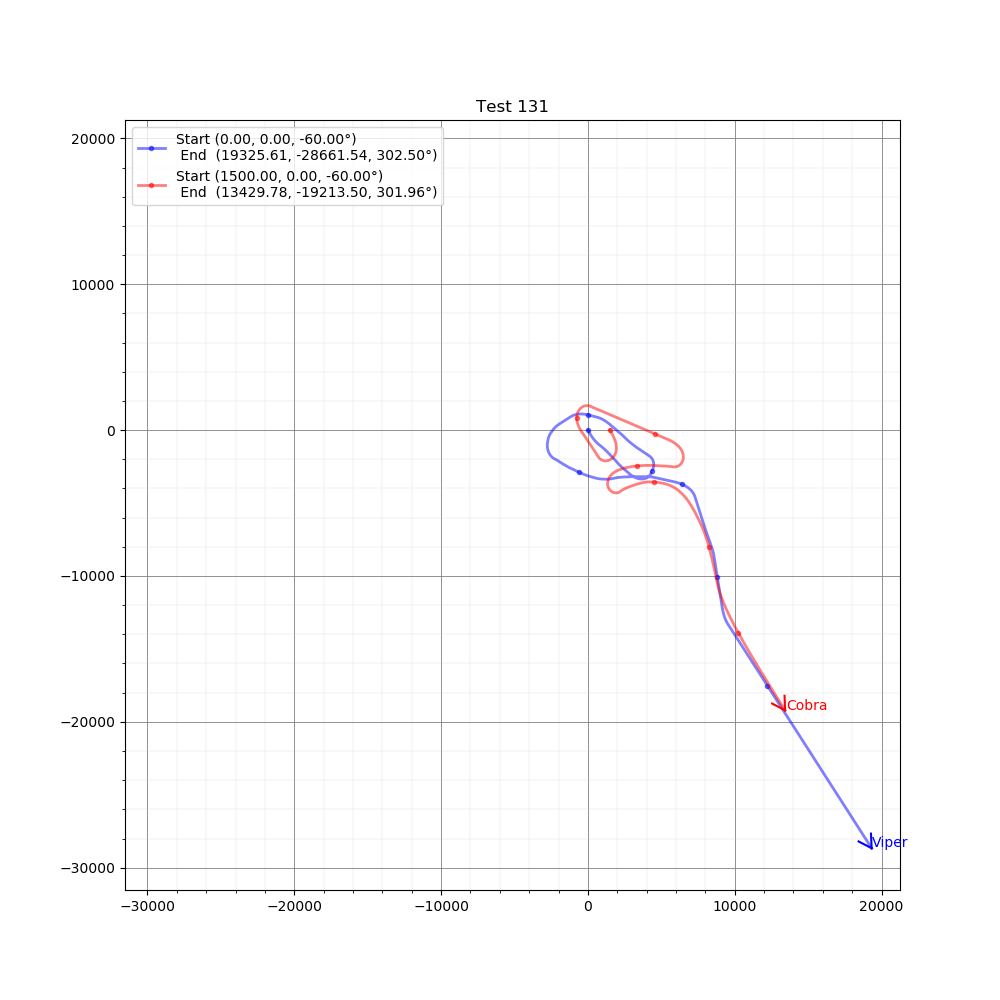 Test 131
Start (0.00, 0.00, -60.00°)
End  (19325.61, -28661.54, 302.50°)
Start (1500.00, 0.00, -60.00°)
End  (13429.78, -19213.50, 301.96°)
20000
10000
0
−10000
−20000
−30000
Cobra
Viper
−30000
−20000
−10000
0
10000
20000